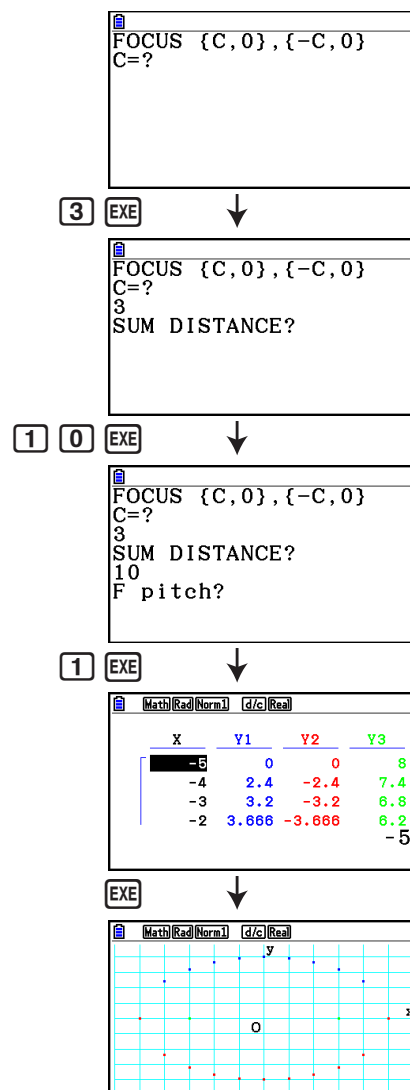 FOCUS {C,0},{-C,0}
C=?
3 EXE
FOCUS {C,0},{-C,0}
C=?
3
SUM DISTANCE?
1 0 EXE
FOCUS {C,0},{-C,0}
C=?
3
SUM DISTANCE?
10
F pitch?
1 EXE
Math Rad Norm1 d/c Real
X Y1 Y2 Y3
-5 0 0 8
-4 2.4 -2.4 7.4
-3 3.2 -3.2 6.8
-2 3.666 -3.666 6.2
-5
EXE
Math Rad Norm1 d/c Real
y
x
O